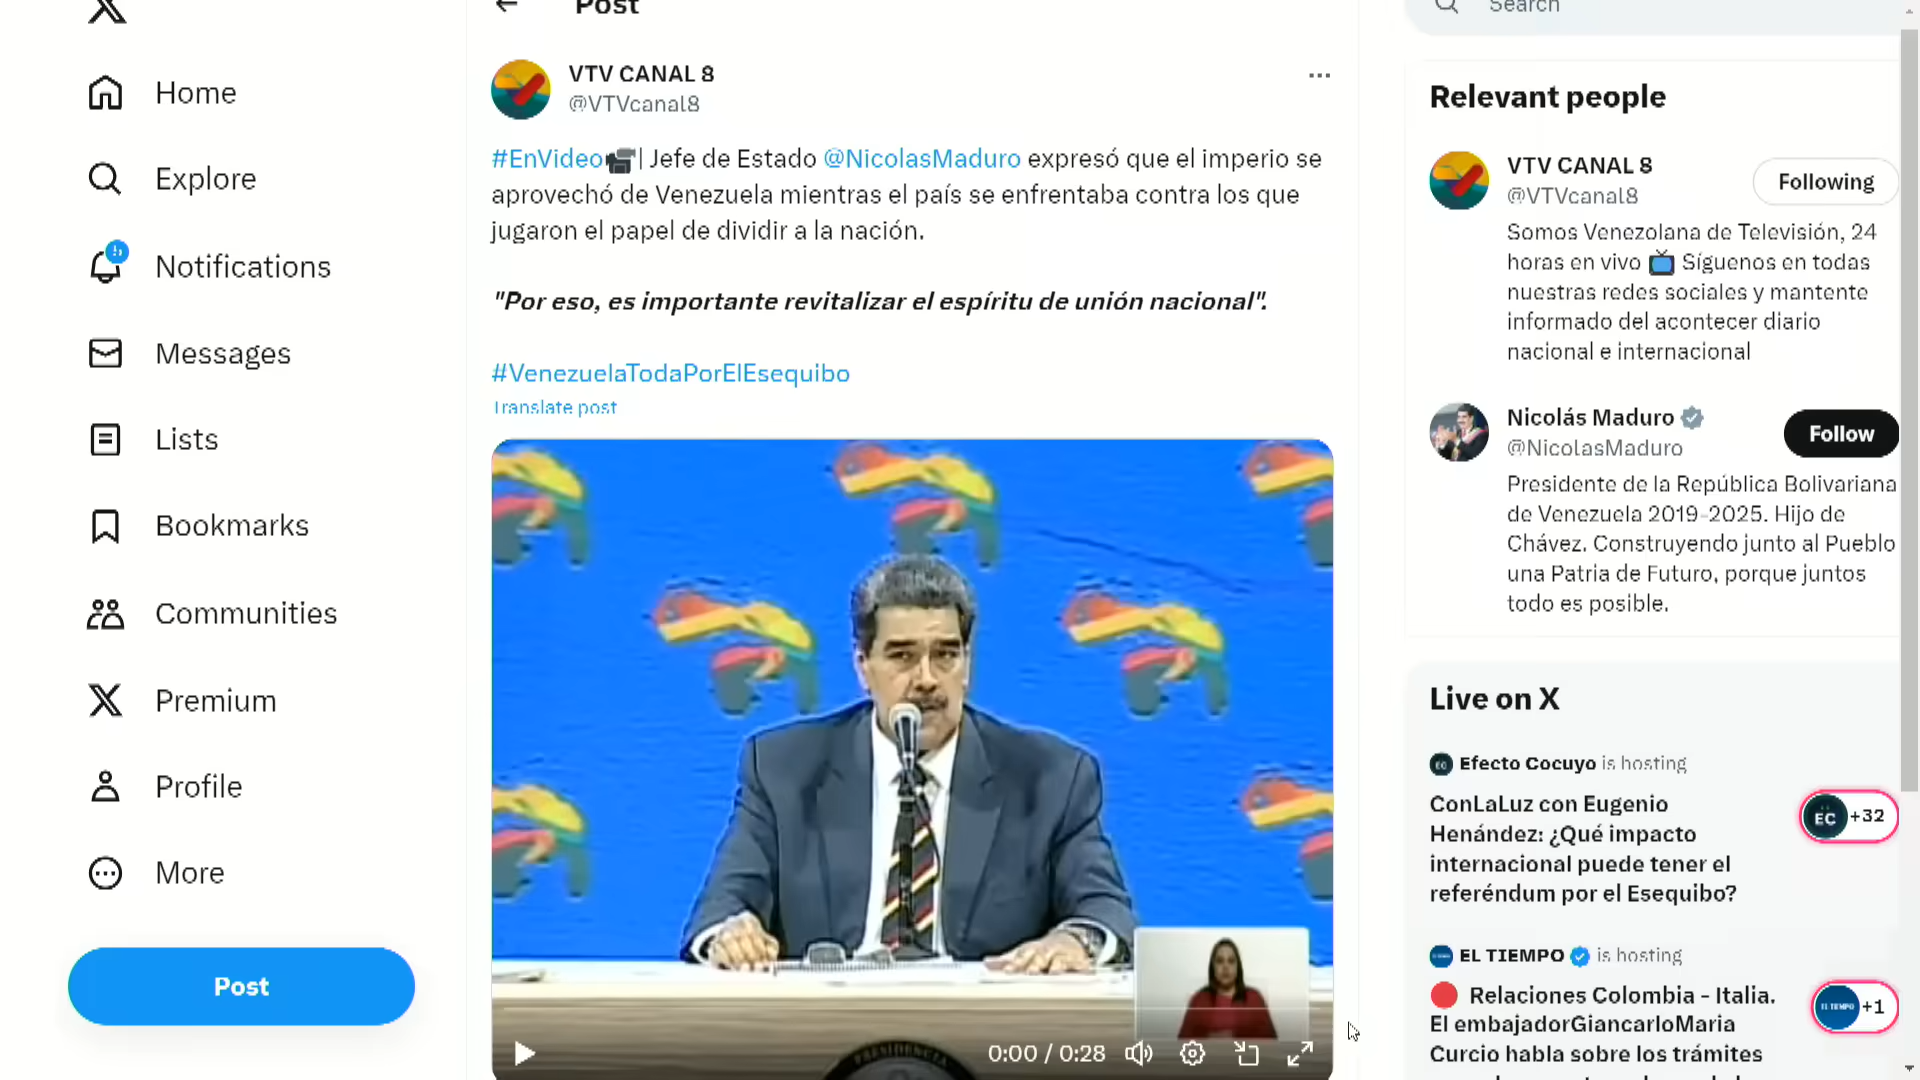 Post
Home
Explore
Notifications
Messages
Lists
Bookmarks
Communities
Premium
Profile
More
Post
VTV CANAL 8
@VTVcanal8
#EnVideo📹| Jefe de Estado @NicolasMaduro expresó que el imperio se
aprovechó de Venezuela mientras el país se enfrentaba contra los que
jugaron el papel de dividir a la nación.
"Por eso, es importante revitalizar el espíritu de unión nacional".
#VenezuelaTodaPorElEsequibo
Translate post
PRESIDENCIA
0:00 / 0:28
Search
Relevant people
VTV CANAL 8
@VTVcanal8
Following
Somos Venezolana de Televisión, 24
horas en vivo 📺 Síguenos en todas
nuestras redes sociales y mantente
informado del acontecer diario
nacional e internacional
Nicolás Maduro
@NicolasMaduro
Follow
Presidente de la República Bolivariana
de Venezuela 2019-2025. Hijo de
Chávez. Construyendo junto al Pueblo
una Patria de Futuro, porque juntos
todo es posible.
Live on X
Efecto Cocuyo is hosting
ConLaLuz con Eugenio
Henández: ¿Qué impacto
internacional puede tener el
referéndum por el Esequibo?
EC +32
EL TIEMPO is hosting
🔴 Relaciones Colombia - Italia.
El embajadorGiancarloMaria
Curcio habla sobre los trámites
EL TIEMPO +1